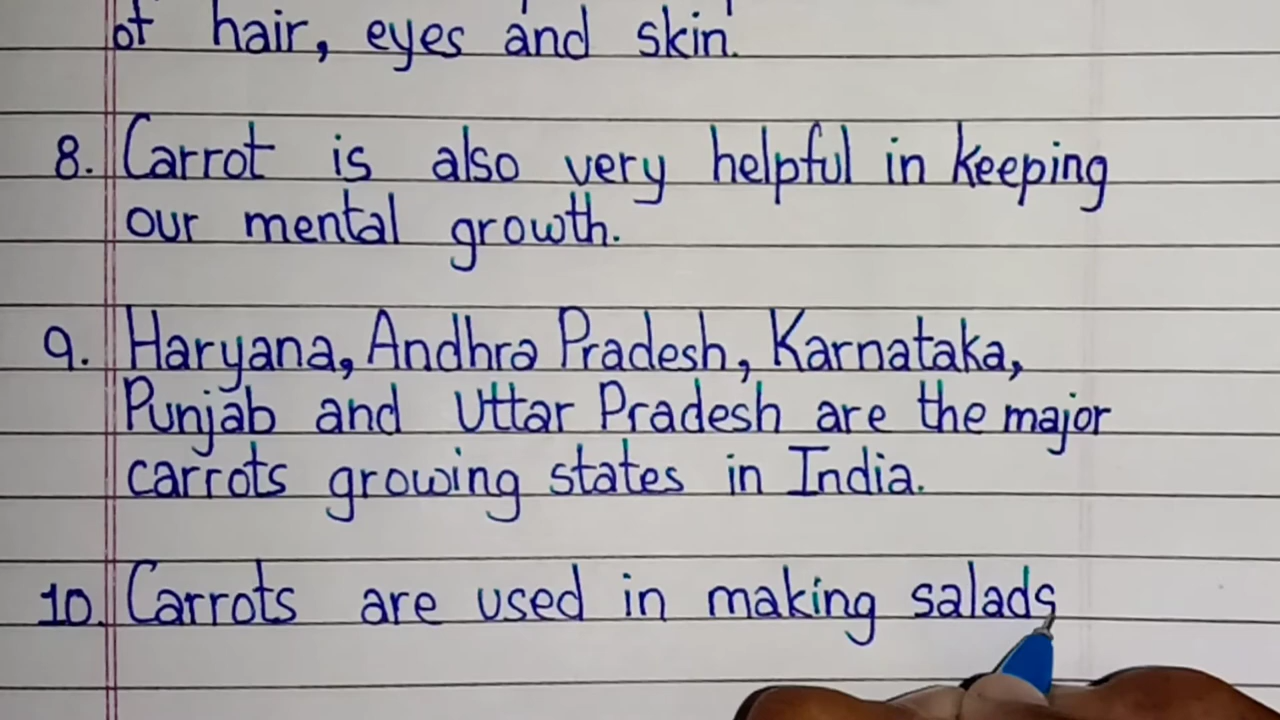 of hair, eyes and skin.
8. Carrot is also very helpful in keeping
our mental growth.
9. Haryana, Andhra Pradesh, Karnataka,
Punjab and Uttar Pradesh are the major
carrots growing states in India.
10. Carrots are used in making salads